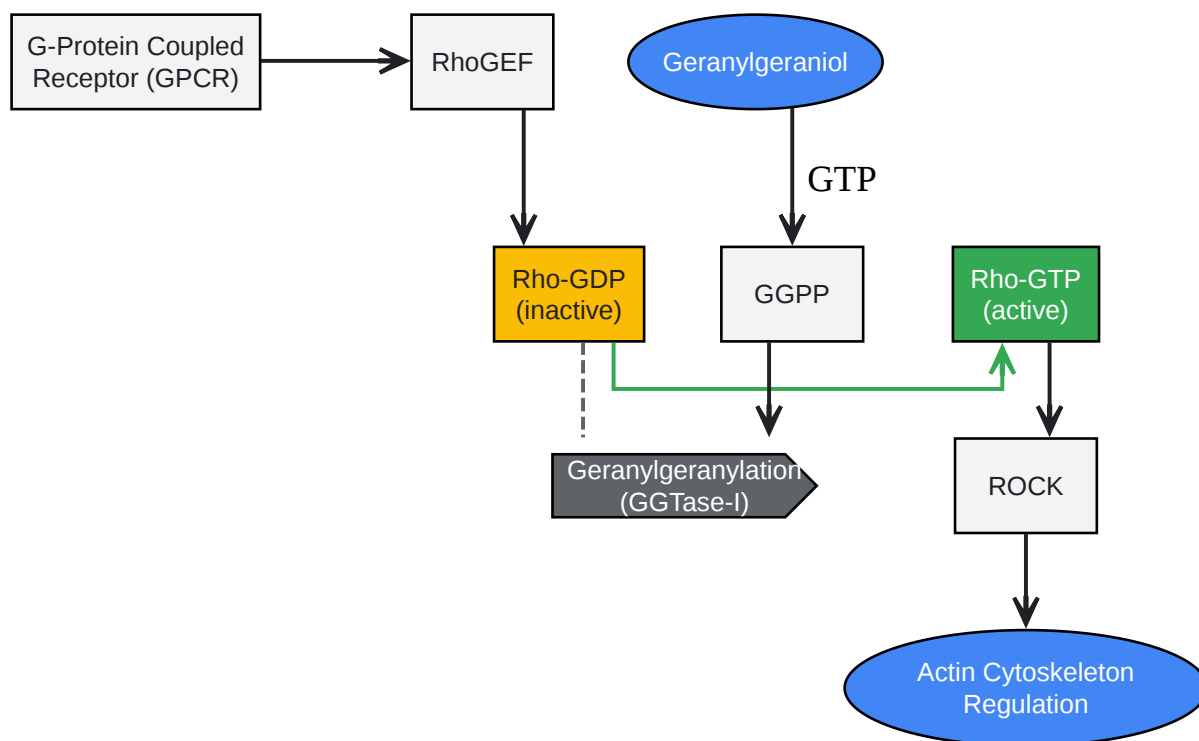 G-Protein Coupled
Receptor (GPCR)
RhoGEF
Geranylgeraniol
GTP
Rho-GDP
(inactive)
GGPP
Rho-GTP
(active)
Geranylgeranylation
(GGTase-I)
ROCK
Actin Cytoskeleton
Regulation